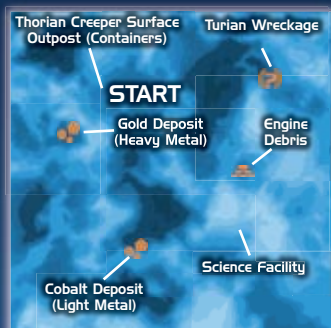 Thorian Creeper Surface
Outpost (Containers)
Turian Wreckage
START
Gold Deposit
(Heavy Metal)
Engine
Debris
Science Facility
Cobalt Deposit
(Light Metal)